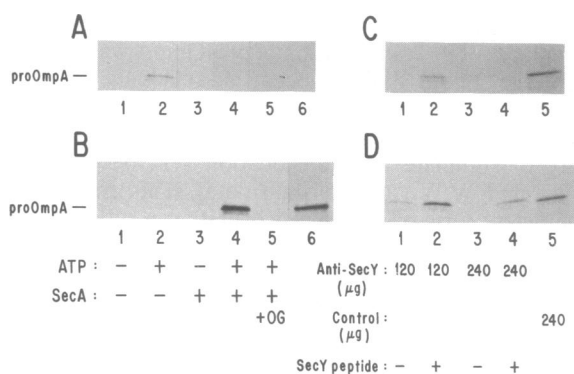 A
proOmpA —
1 2 3 4 5 6
B
proOmpA —
1 2 3 4 5 6
ATP : − + − + +
SecA : − − + + +
+OG
C
1 2 3 4 5
D
1 2 3 4 5
Anti-SecY : 120 120 240 240
(µg)
Control : 240
(µg)
SecY peptide : − + − +